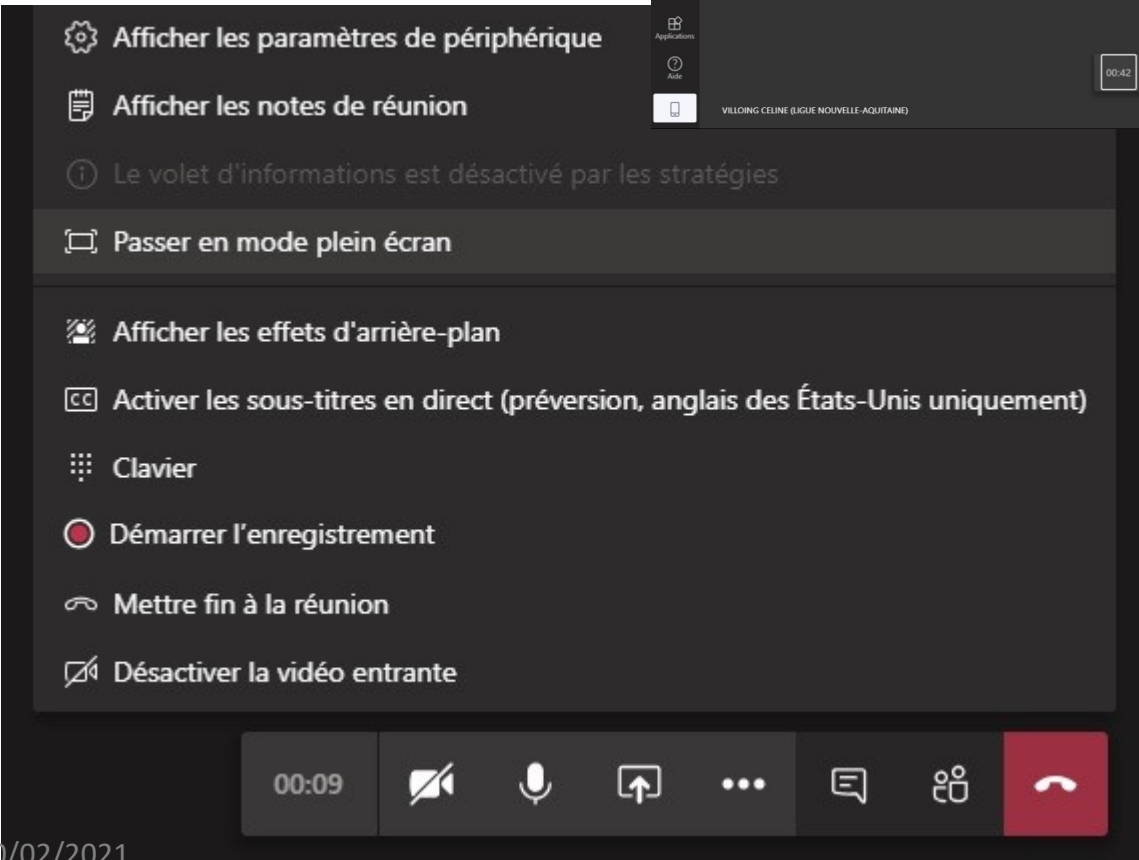 Afficher les paramètres de périphérique
Afficher les notes de réunion
Le volet d'informations est désactivé par les stratégies
Passer en mode plein écran
Afficher les effets d'arrière-plan
CC Activer les sous-titres en direct (préversion, anglais des États-Unis uniquement)
Clavier
Démarrer l'enregistrement
Mettre fin à la réunion
Désactiver la vidéo entrante
00:09
Applications
Aide
00:42
VILLOING CELINE (LIGUE NOUVELLE-AQUITAINE)
/02/2021